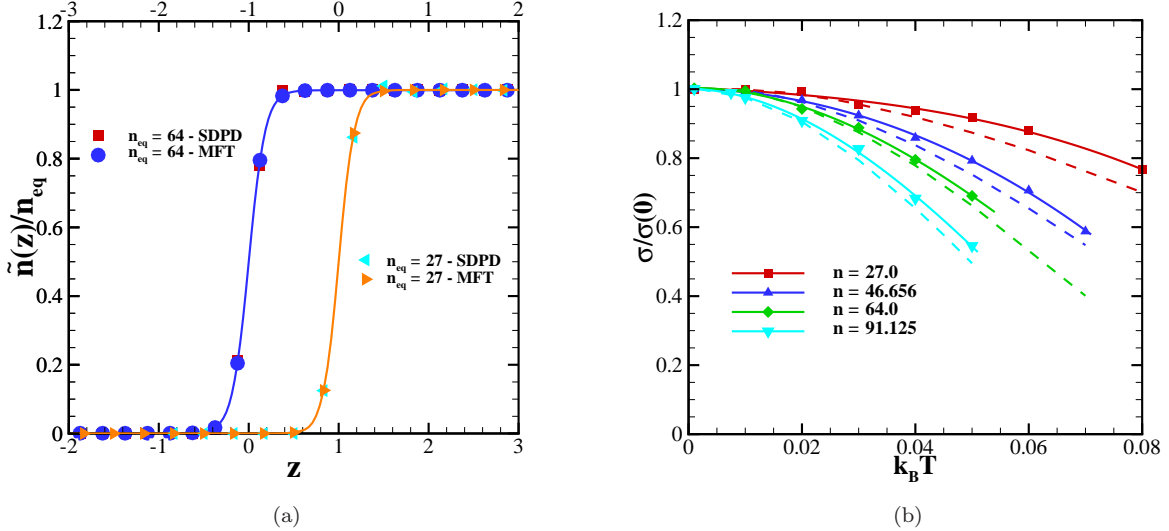 -3 -2 -1 0 1 2
1.2
1
0.8
0.6
0.4
0.2
0
ñ(z)/n_eq
n_eq = 64 - SDPD
n_eq = 64 - MFT
n_eq = 27 - SDPD
n_eq = 27 - MFT
-2 -1 0 1 2 3
z
(a)
1.2
1
0.8
0.6
0.4
0.2
0
σ/σ(0)
n = 27.0
n = 46.656
n = 64.0
n = 91.125
0.02 0.04 0.06 0.08
k_BT
(b)